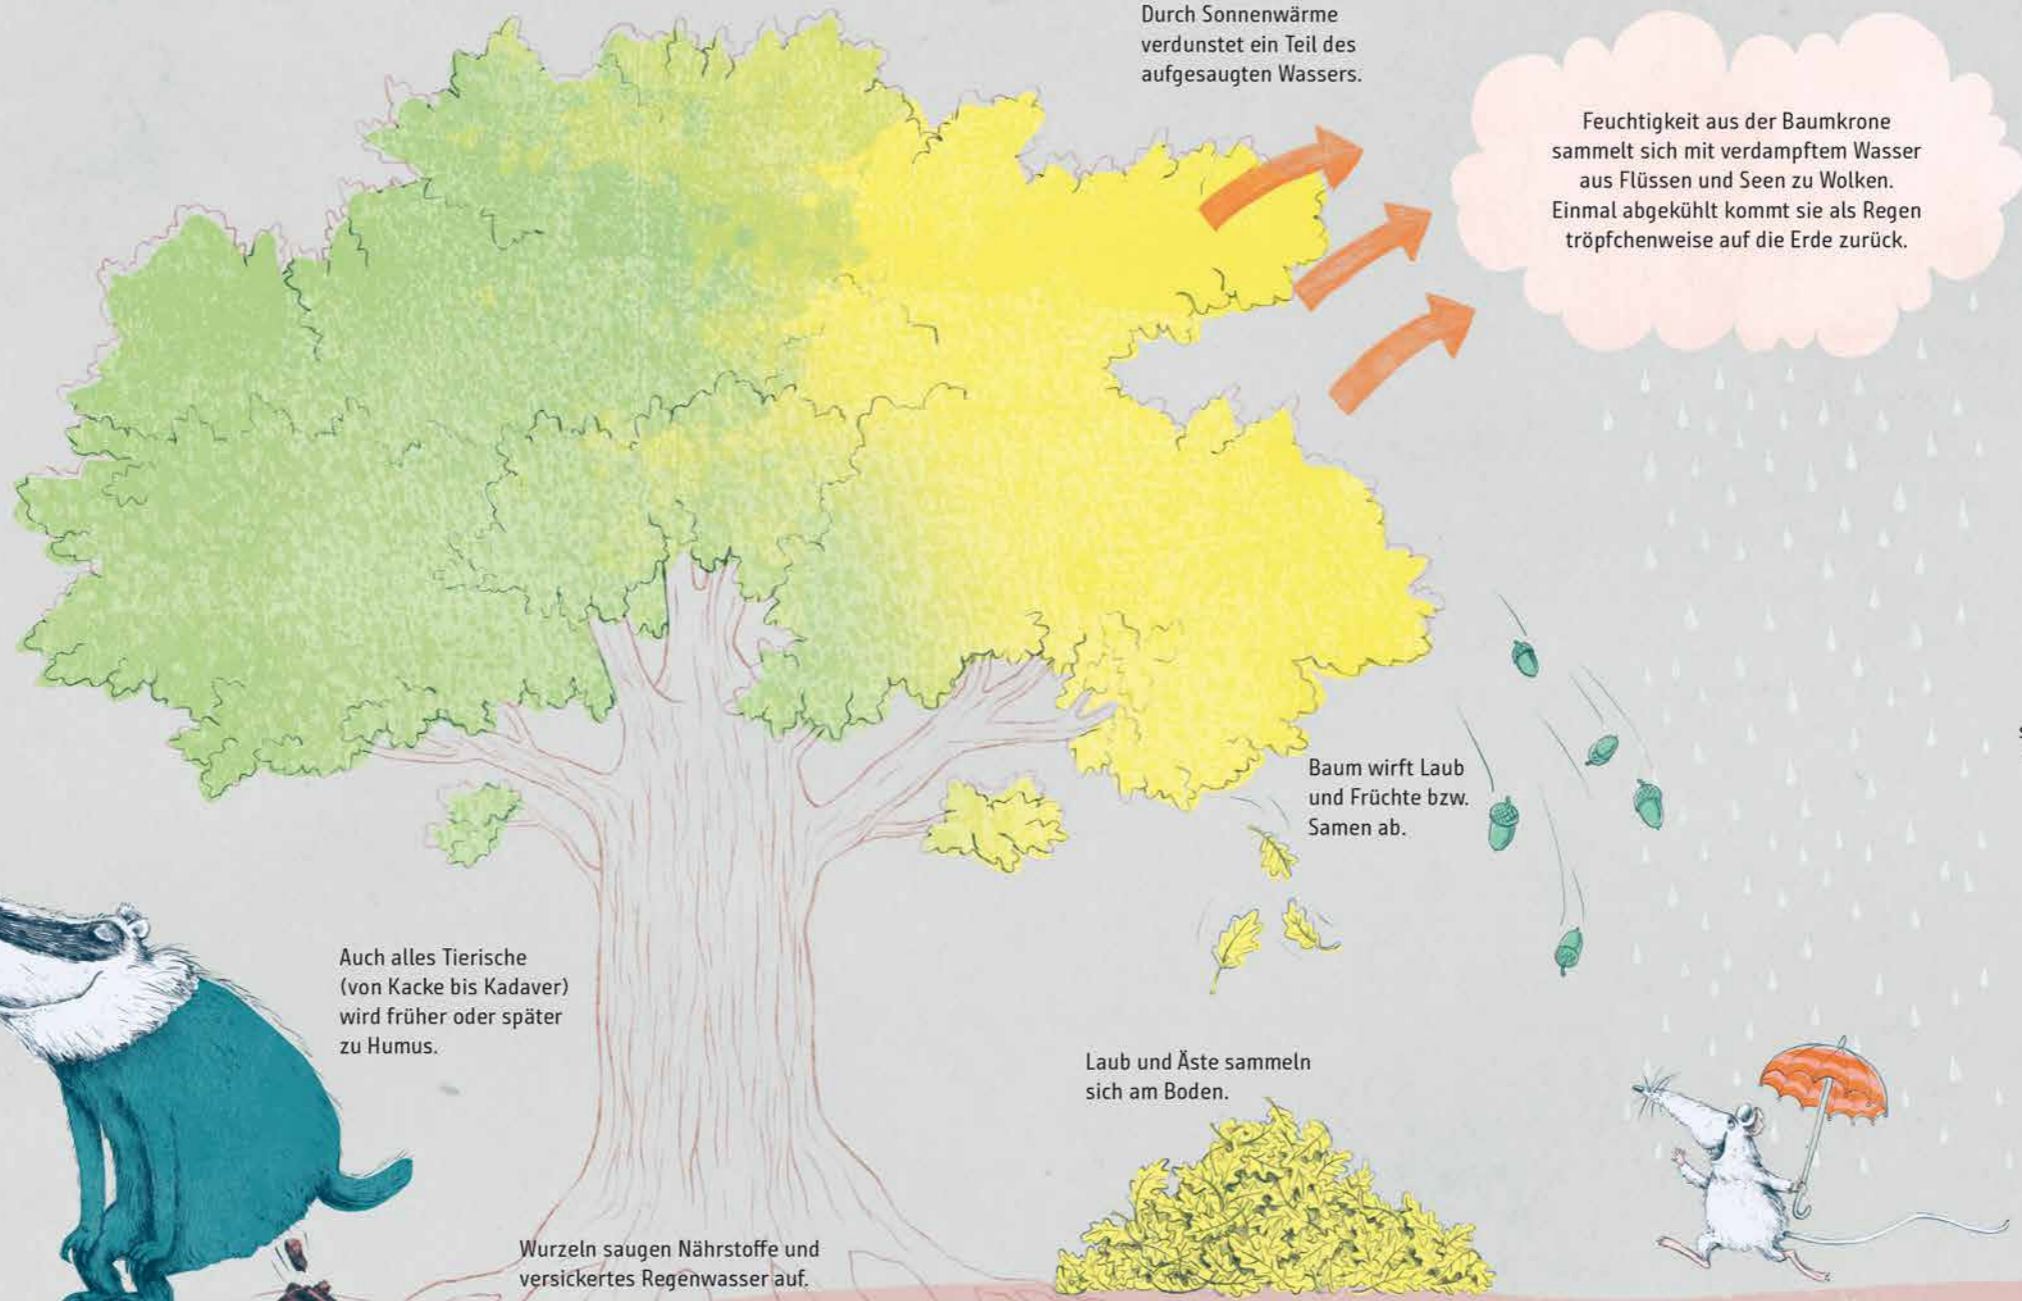 Durch Sonnenwärme
verdunstet ein Teil des
aufgesaugten Wassers.
Feuchtigkeit aus der Baumkrone
sammelt sich mit verdampftem Wasser
aus Flüssen und Seen zu Wolken.
Einmal abgekühlt kommt sie als Regen
tröpfchenweise auf die Erde zurück.
Baum wirft Laub
und Früchte bzw.
Samen ab.
Auch alles Tierische
(von Kacke bis Kadaver)
wird früher oder später
zu Humus.
Laub und Äste sammeln
sich am Boden.
Wurzeln saugen Nährstoffe und
versickertes Regenwasser auf.